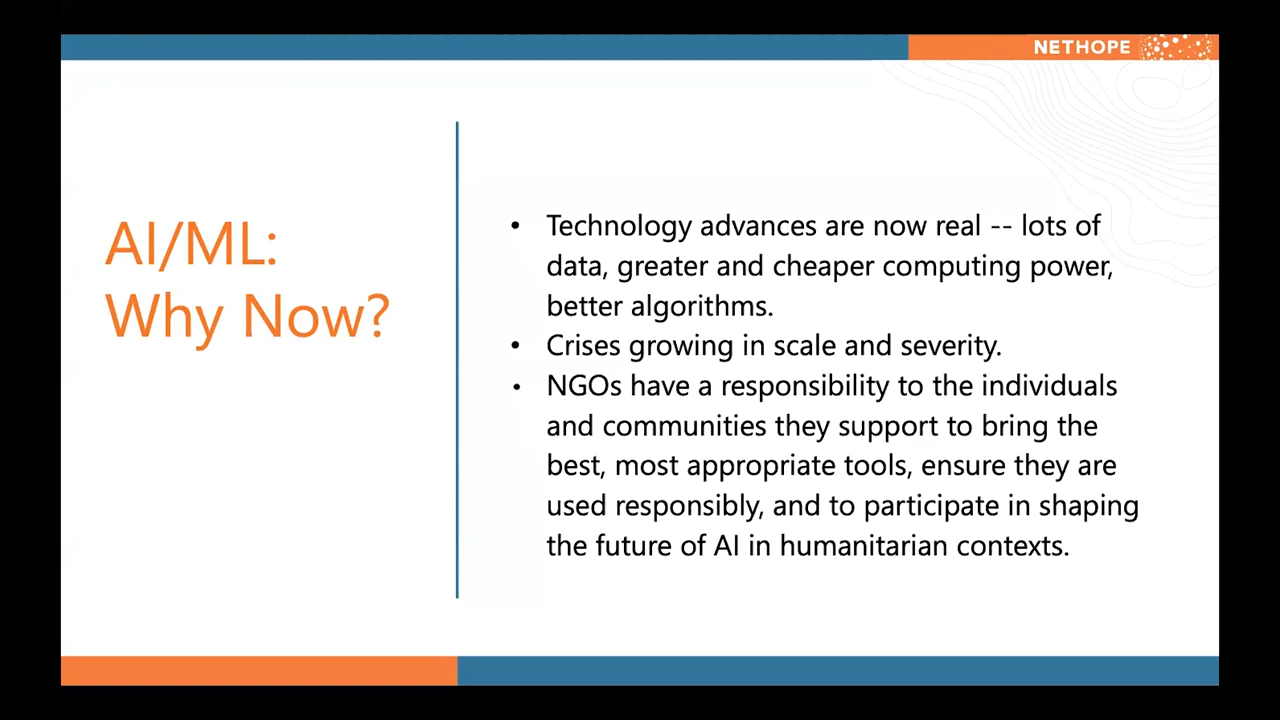 NETHOPE
AI/ML:
Why Now?
• Technology advances are now real -- lots of
data, greater and cheaper computing power,
better algorithms.
• Crises growing in scale and severity.
• NGOs have a responsibility to the individuals
and communities they support to bring the
best, most appropriate tools, ensure they are
used responsibly, and to participate in shaping
the future of AI in humanitarian contexts.